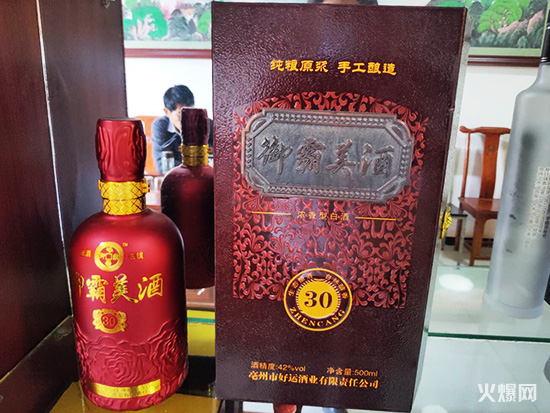 纯粮原浆 手工酿造
御霸美酒
浓香型白酒
30
ZHENCANG
酒精度:42%vol 净含量:500ml
亳州市好运酒业有限责任公司
御霸美酒
30
火爆网